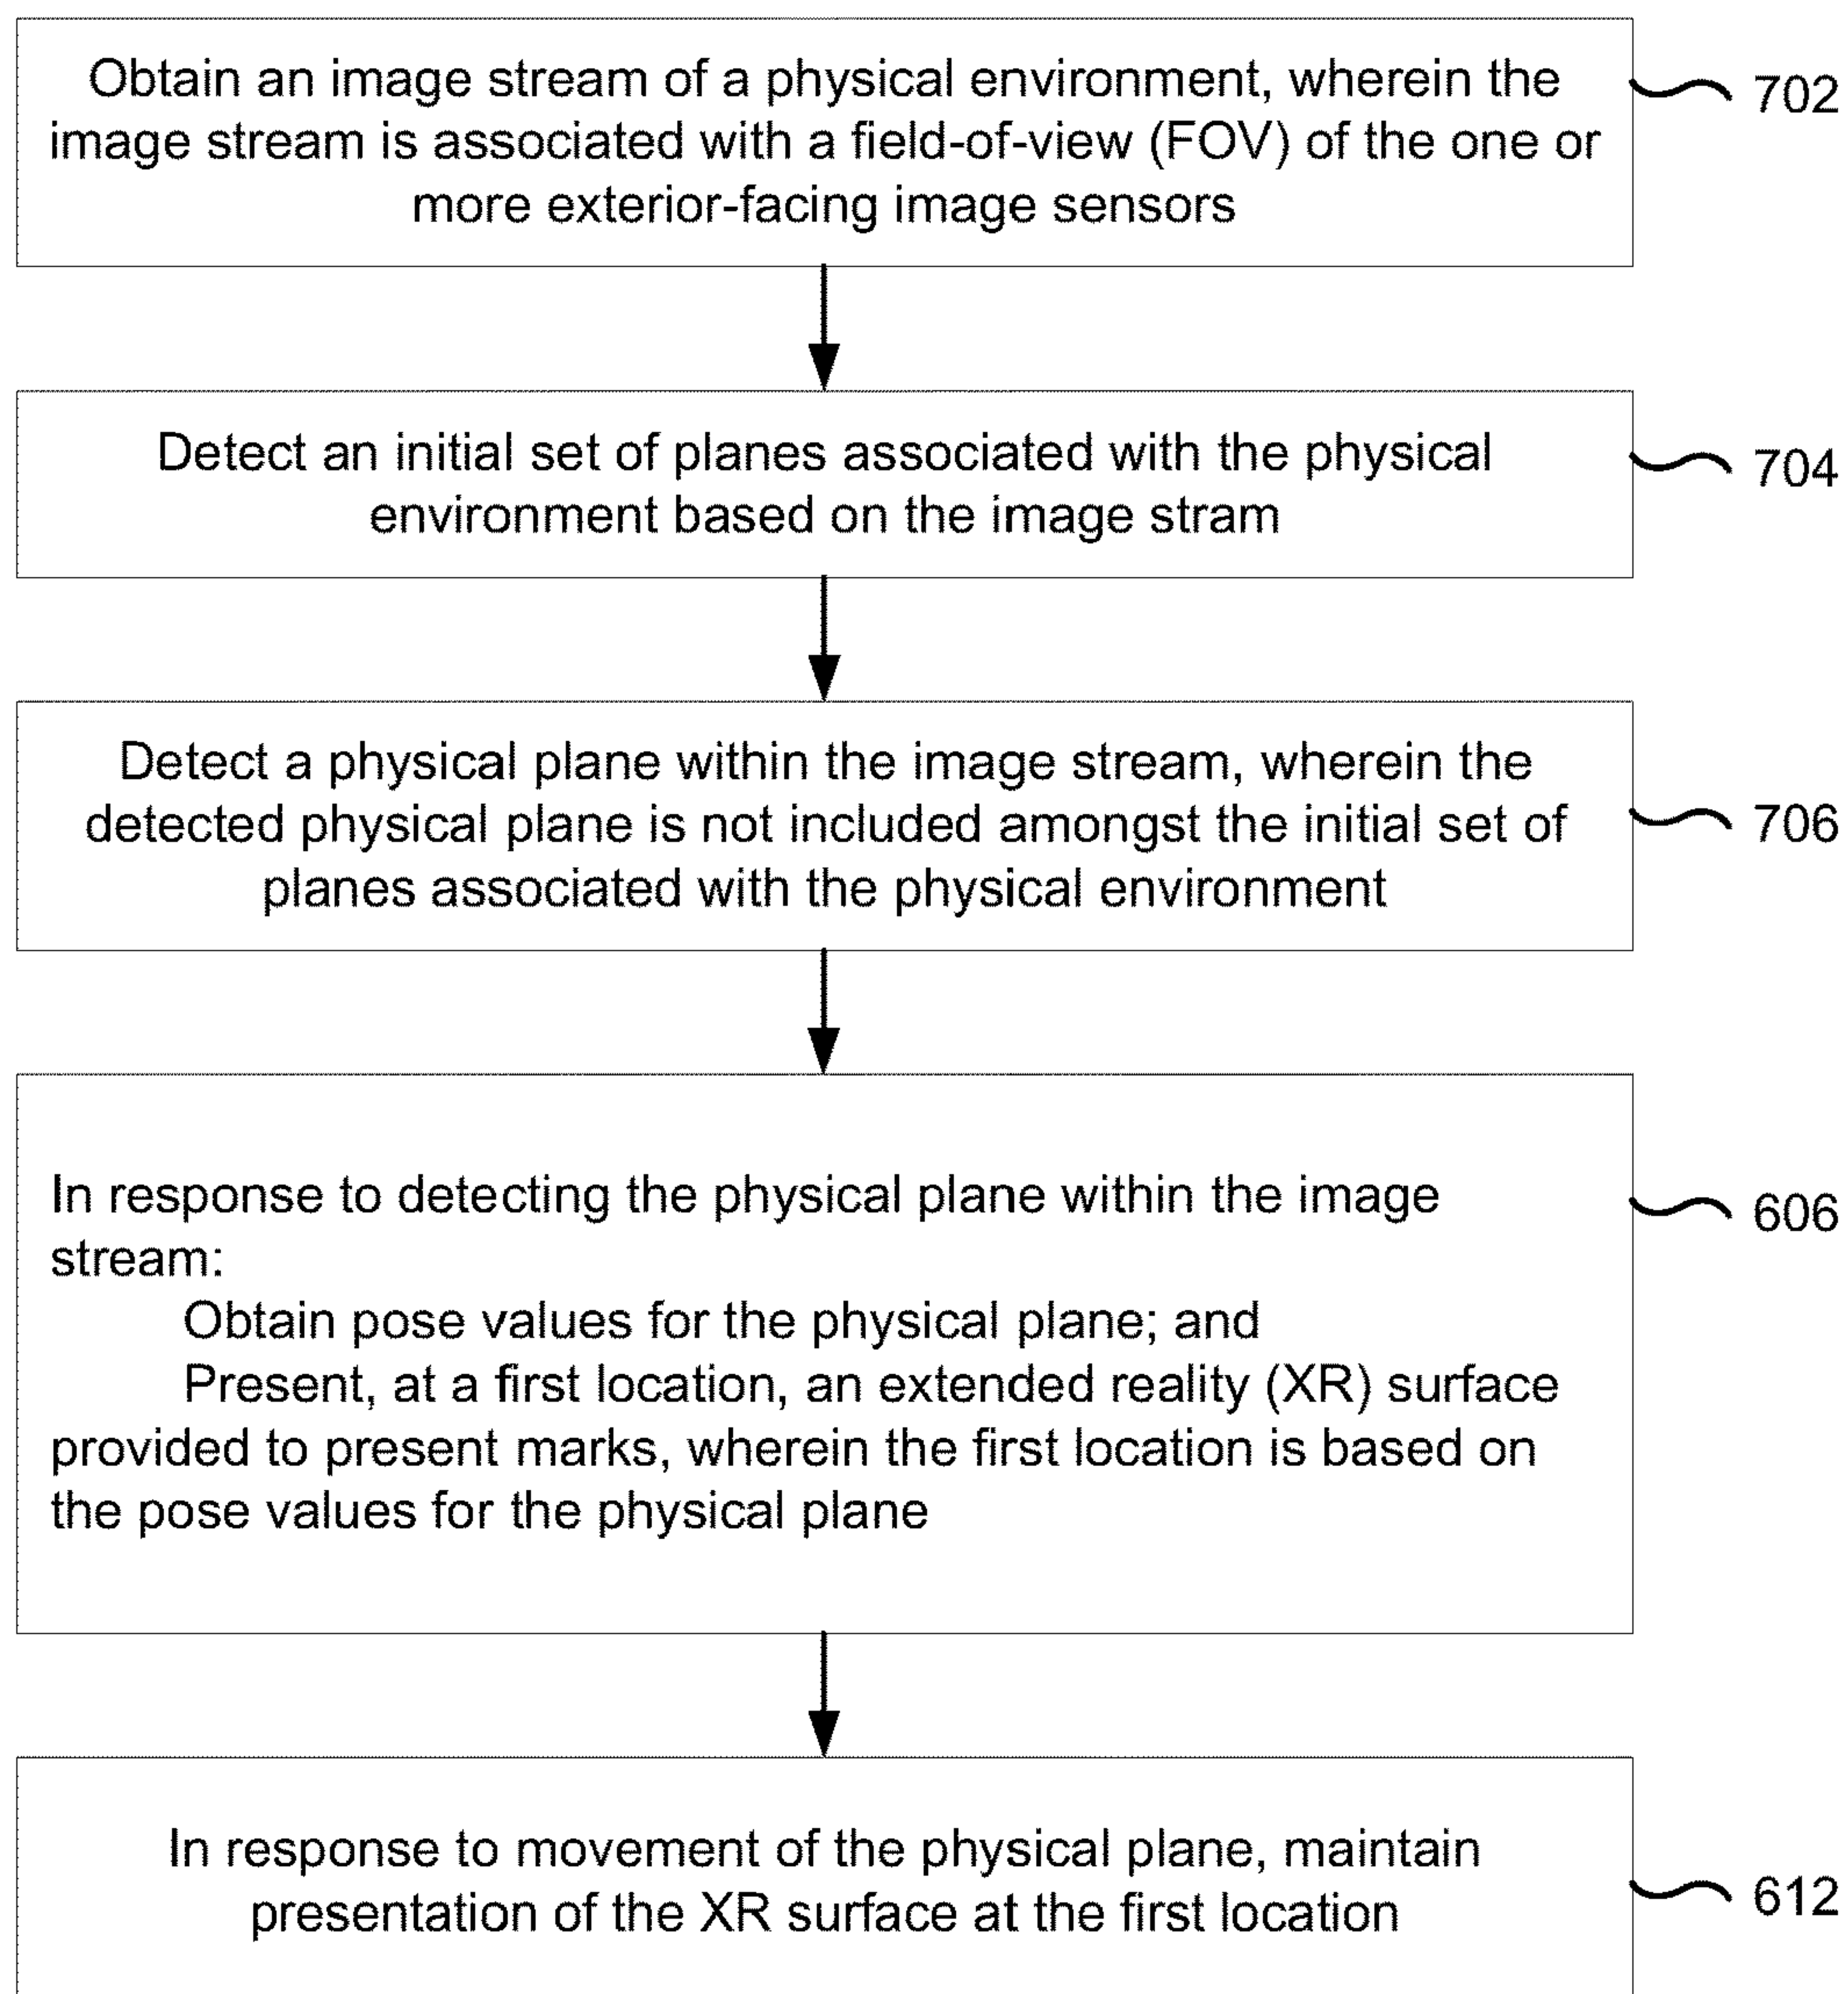 Obtain an image stream of a physical environment, wherein the
image stream is associated with a field-of-view (FOV) of the one or
more exterior-facing image sensors
702
Detect an initial set of planes associated with the physical
environment based on the image stram
704
Detect a physical plane within the image stream, wherein the
detected physical plane is not included amongst the initial set of
planes associated with the physical environment
706
In response to detecting the physical plane within the image
stream:
Obtain pose values for the physical plane; and
Present, at a first location, an extended reality (XR) surface
provided to present marks, wherein the first location is based on
the pose values for the physical plane
606
In response to movement of the physical plane, maintain
presentation of the XR surface at the first location
612